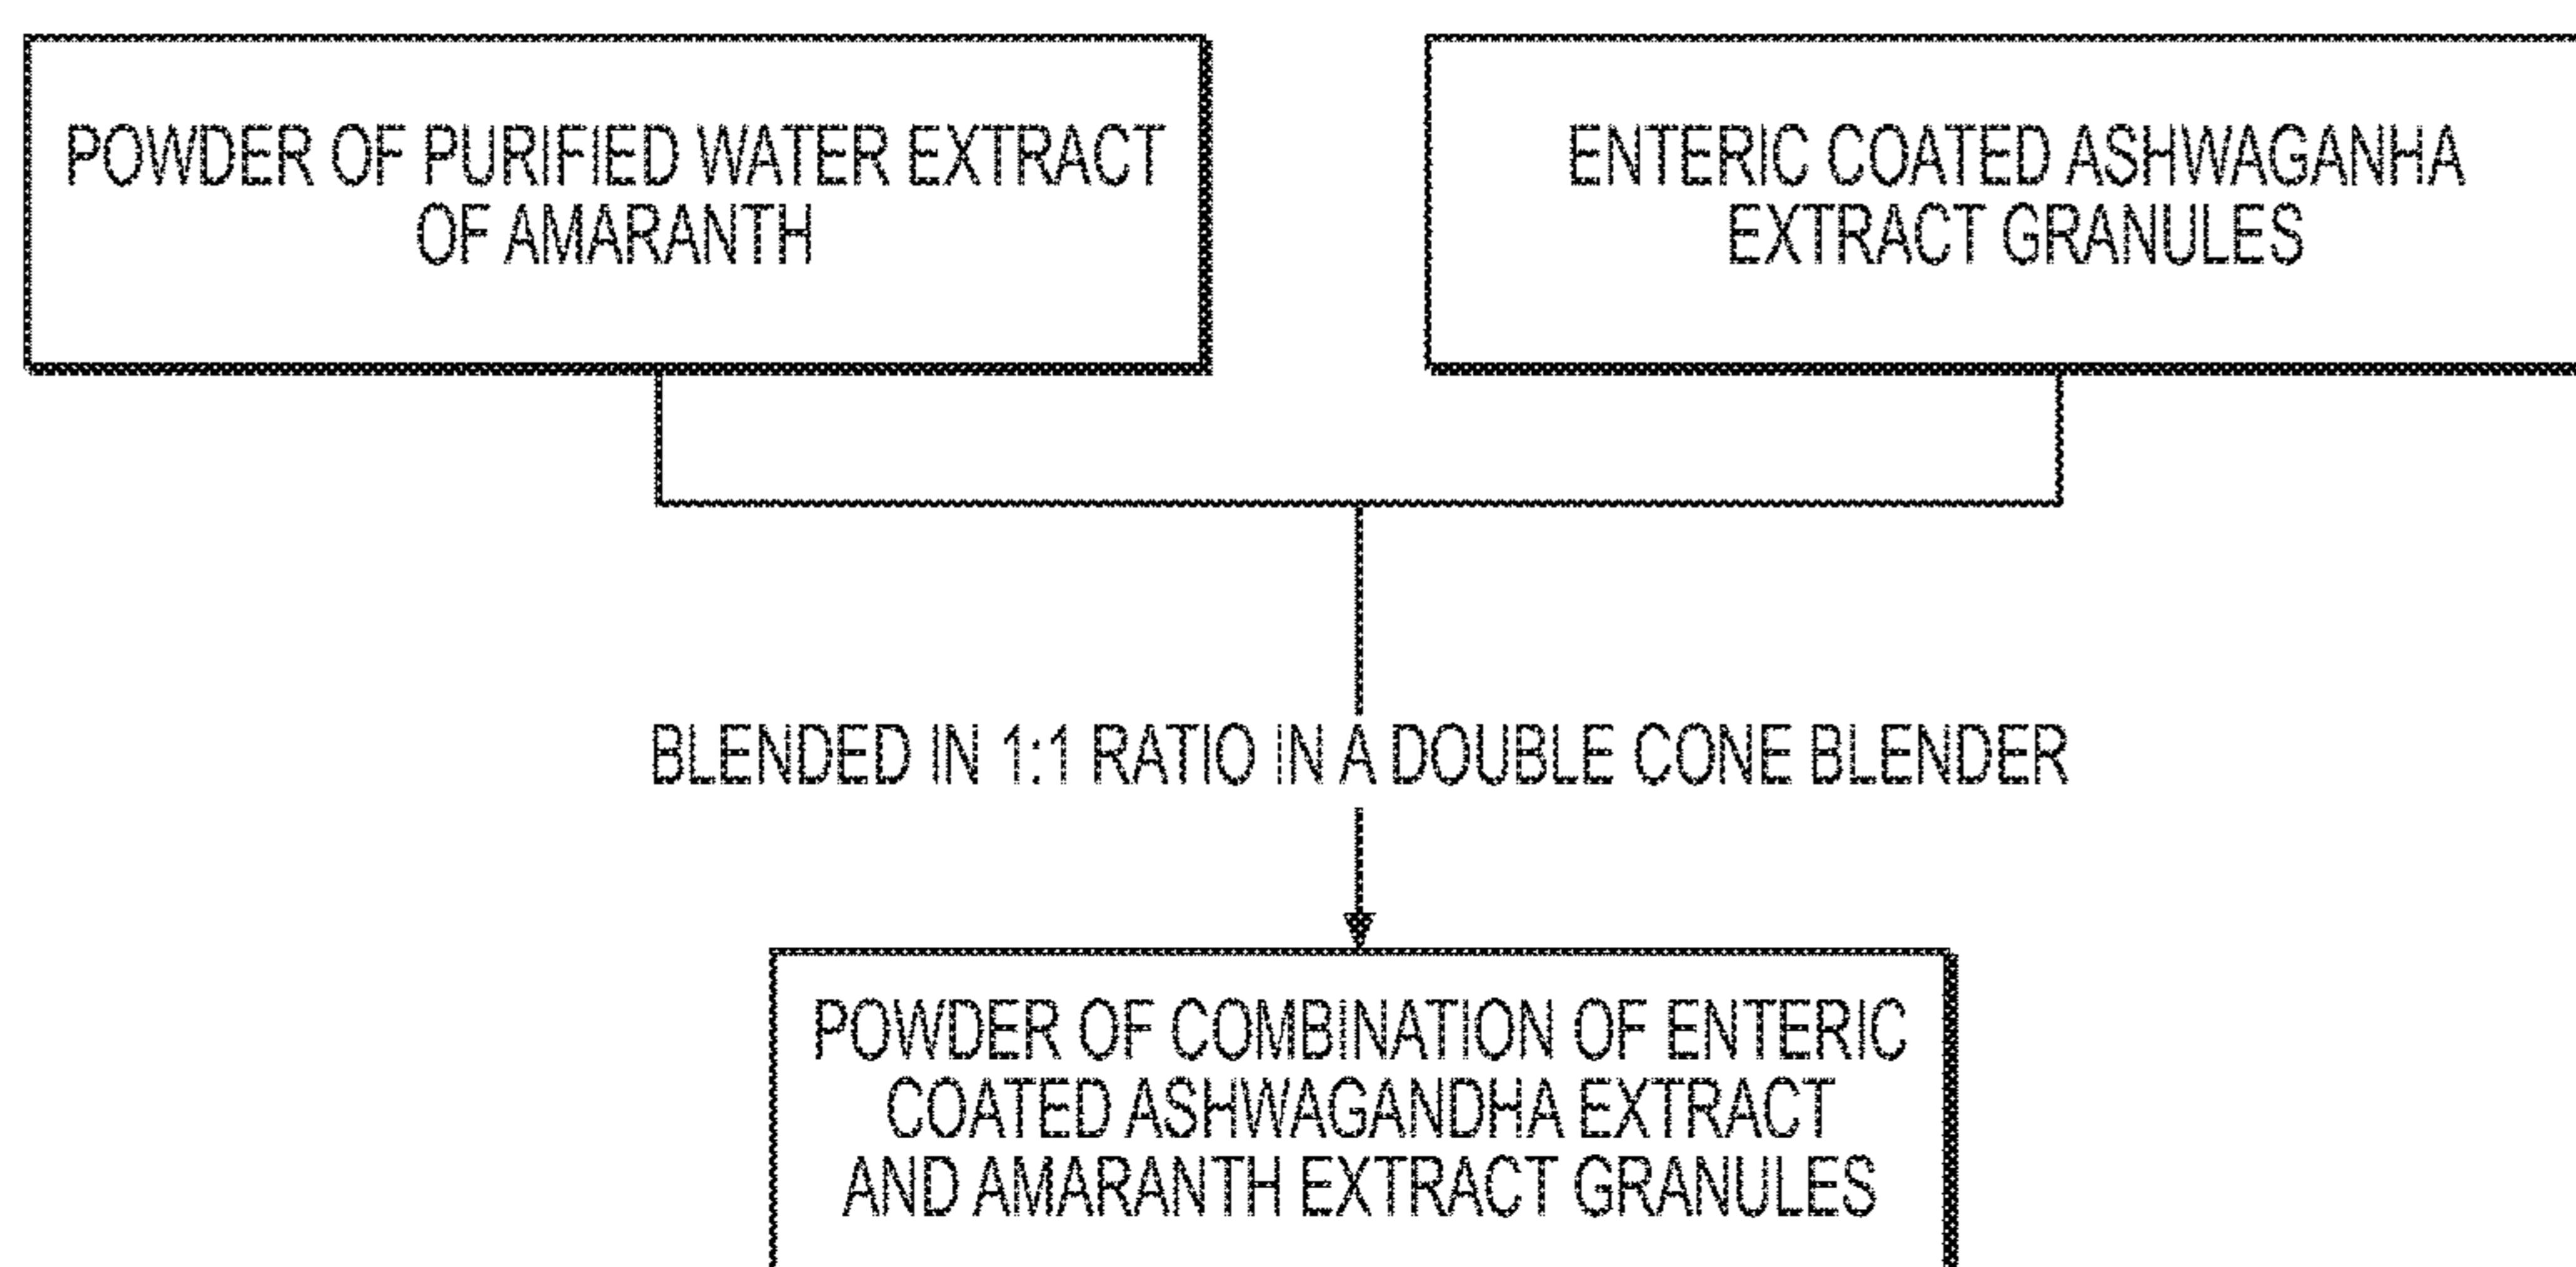 POWDER OF PURIFIED WATER EXTRACT
OF AMARANTH
ENTERIC COATED ASHWAGANHA
EXTRACT GRANULES
BLENDED IN 1:1 RATIO IN A DOUBLE CONE BLENDER
POWDER OF COMBINATION OF ENTERIC
COATED ASHWAGANDHA EXTRACT
AND AMARANTH EXTRACT GRANULES